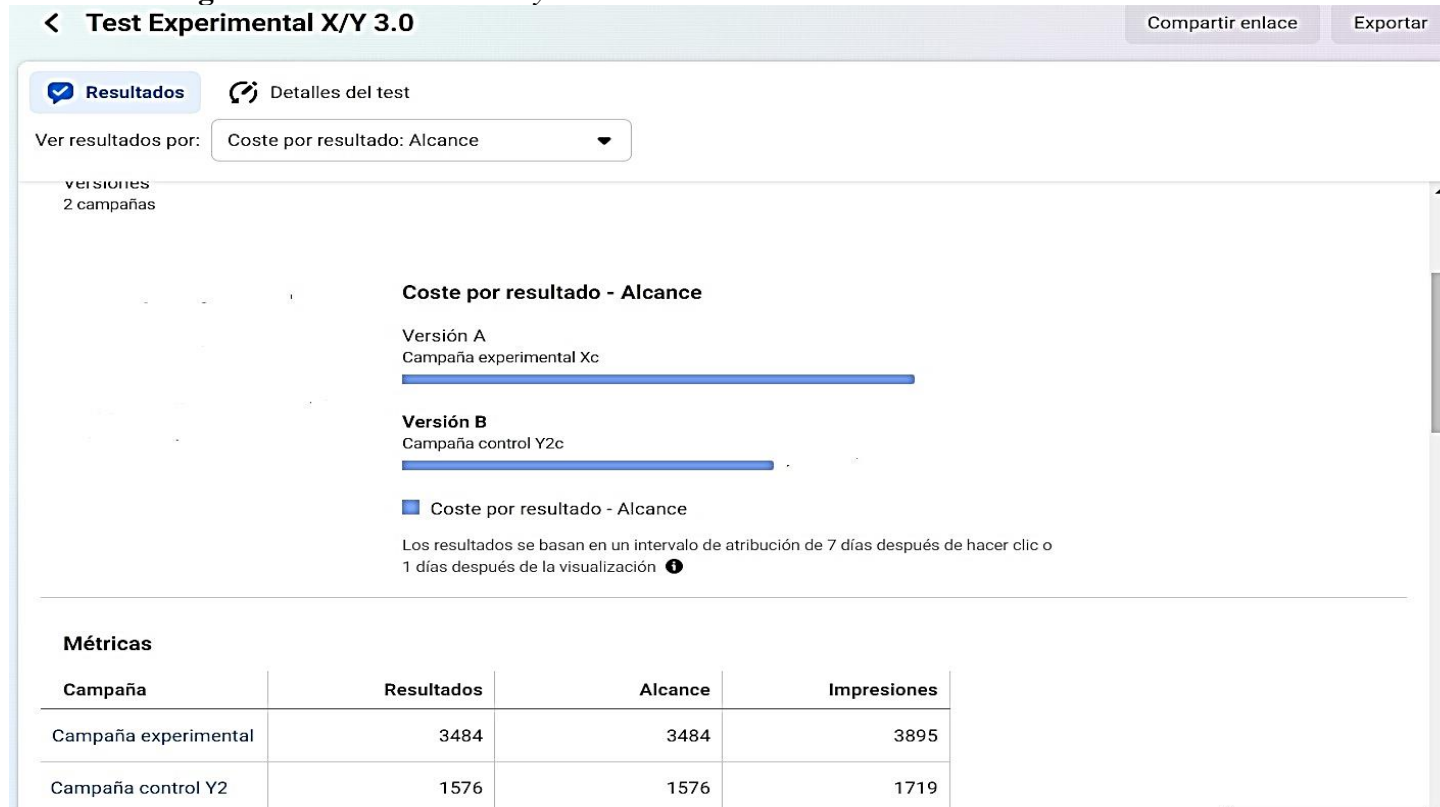 Test Experimental X/Y 3.0
Compartir enlace
Exportar
Resultados
Detalles del test
Ver resultados por:
Coste por resultado: Alcance
Versiones
2 campañas
Coste por resultado - Alcance
Versión A
Campaña experimental Xc
Versión B
Campaña control Y2c
Coste por resultado - Alcance
Los resultados se basan en un intervalo de atribución de 7 días después de hacer clic o
1 días después de la visualización
Métricas
Campaña Resultados Alcance Impresiones
Campaña experimental 3484 3484 3895
Campaña control Y2 1576 1576 1719